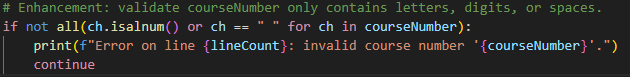 # Enhancement: validate courseNumber only contains letters, digits, or spaces.
if not all(ch.isalnum() or ch == " " for ch in courseNumber):
    print(f"Error on line {lineCount}: invalid course number '{courseNumber}'.")
    continue